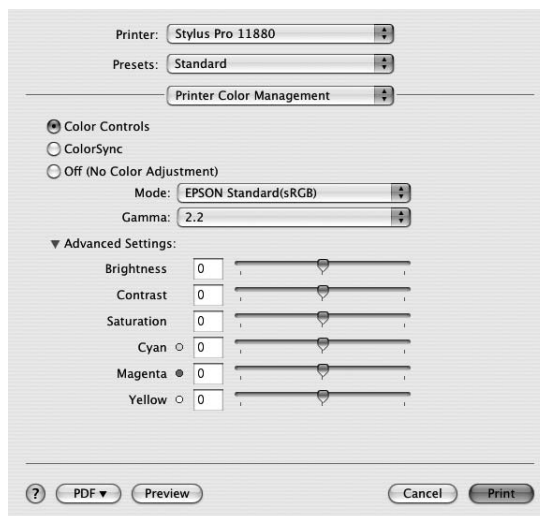 Printer: Stylus Pro 11880
Presets: Standard
Printer Color Management
Color Controls
ColorSync
Off (No Color Adjustment)
Mode: EPSON Standard(sRGB)
Gamma: 2.2
Advanced Settings:
Brightness 0
Contrast 0
Saturation 0
Cyan 0
Magenta 0
Yellow 0
? PDF Preview Cancel Print